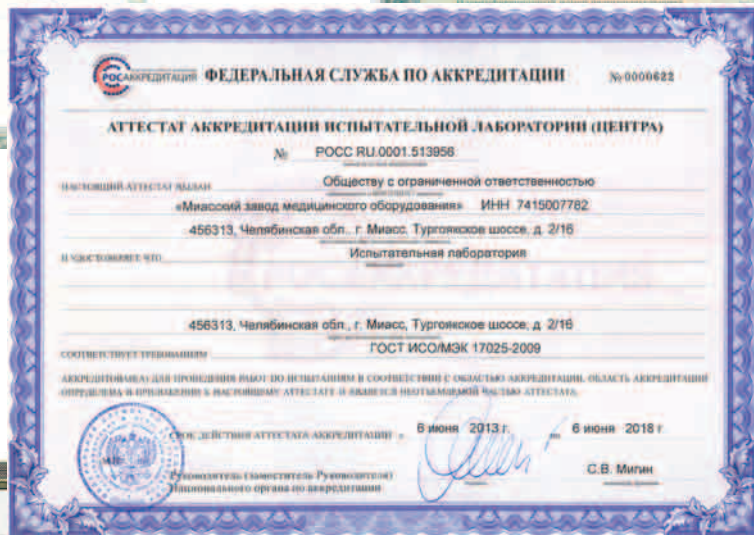 РОСАККРЕДИТАЦИЯ ФЕДЕРАЛЬНАЯ СЛУЖБА ПО АККРЕДИТАЦИИ № 0000622
АТТЕСТАТ АККРЕДИТАЦИИ ИСПЫТАТЕЛЬНОЙ ЛАБОРАТОРИИ (ЦЕНТРА)
№ РОСС RU.0001.513956
НАСТОЯЩИЙ АТТЕСТАТ ВЫДАН Обществу с ограниченной ответственностью
«Миасский завод медицинского оборудования» ИНН 7415007782
456313, Челябинская обл., г. Миасс, Тургоякское шоссе, д. 2/16
И УДОСТОВЕРЯЕТ, ЧТО Испытательная лаборатория
456313, Челябинская обл., г. Миасс, Тургоякское шоссе, д. 2/16
СООТВЕТСТВУЕТ ТРЕБОВАНИЯМ ГОСТ ИСО/МЭК 17025-2009
АККРЕДИТОВАН(А) ДЛЯ ПРОВЕДЕНИЯ РАБОТ ПО ИСПЫТАНИЯМ В СООТВЕТСТВИИ С ОБЛАСТЬЮ АККРЕДИТАЦИИ. ОБЛАСТЬ АККРЕДИТАЦИИ
ОПРЕДЕЛЕНА В ПРИЛОЖЕНИИ К НАСТОЯЩЕМУ АТТЕСТАТУ И ЯВЛЯЕТСЯ НЕОТЪЕМЛЕМОЙ ЧАСТЬЮ АТТЕСТАТА.
СРОК ДЕЙСТВИЯ АТТЕСТАТА АККРЕДИТАЦИИ с 6 июня 2013 г. по 6 июня 2018 г.
М.П.
Руководитель (заместитель Руководителя) С.В. Мигин
Национального органа по аккредитации